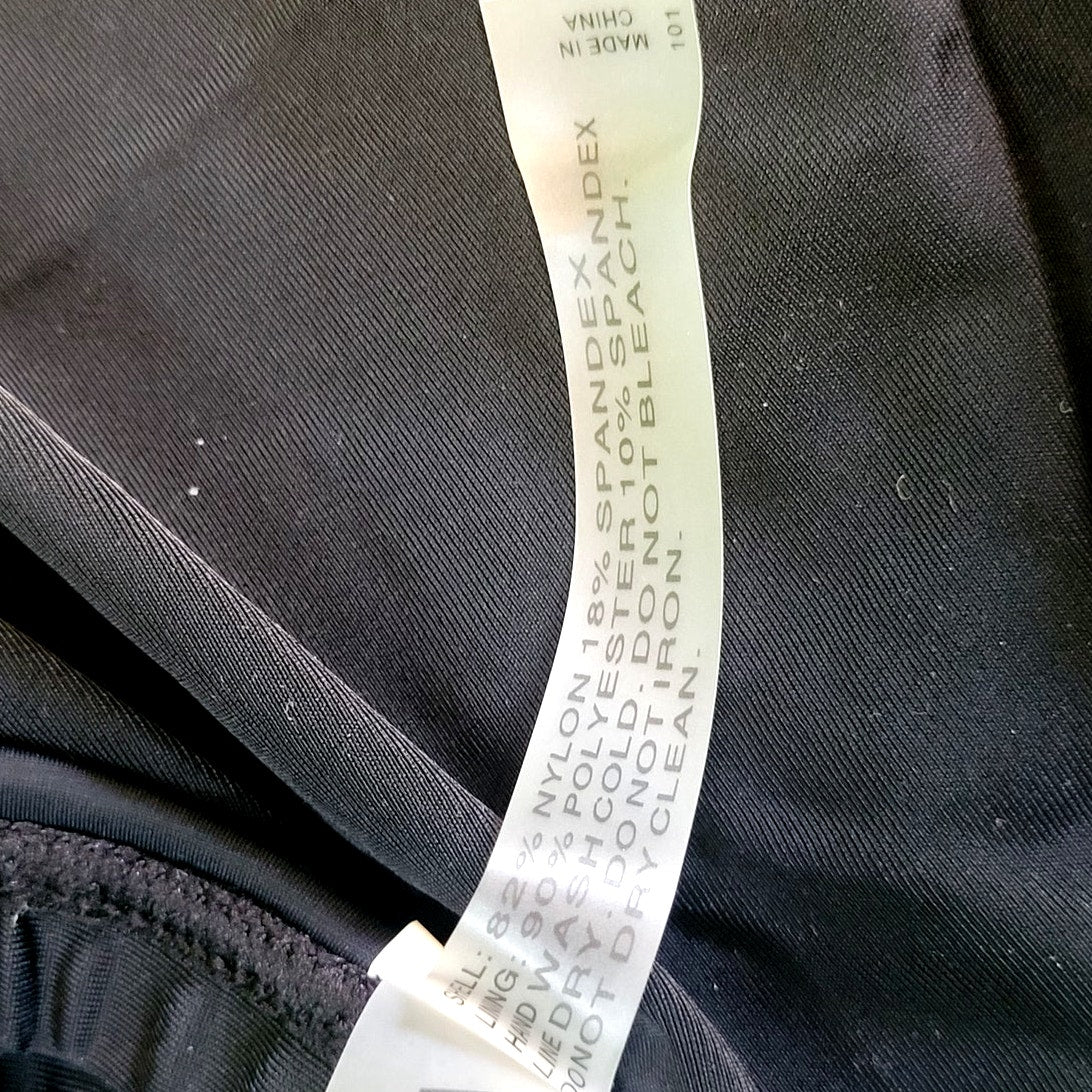 SELL: 82% NYLON 18% SPANDEX
LINING: 90% POLYESTER 10% SPANDEX
HAND WASH COLD. DO NOT BLEACH.
LINE DRY. DO NOT IRON.
DO NOT DRY CLEAN.
MADE IN
CHINA
101